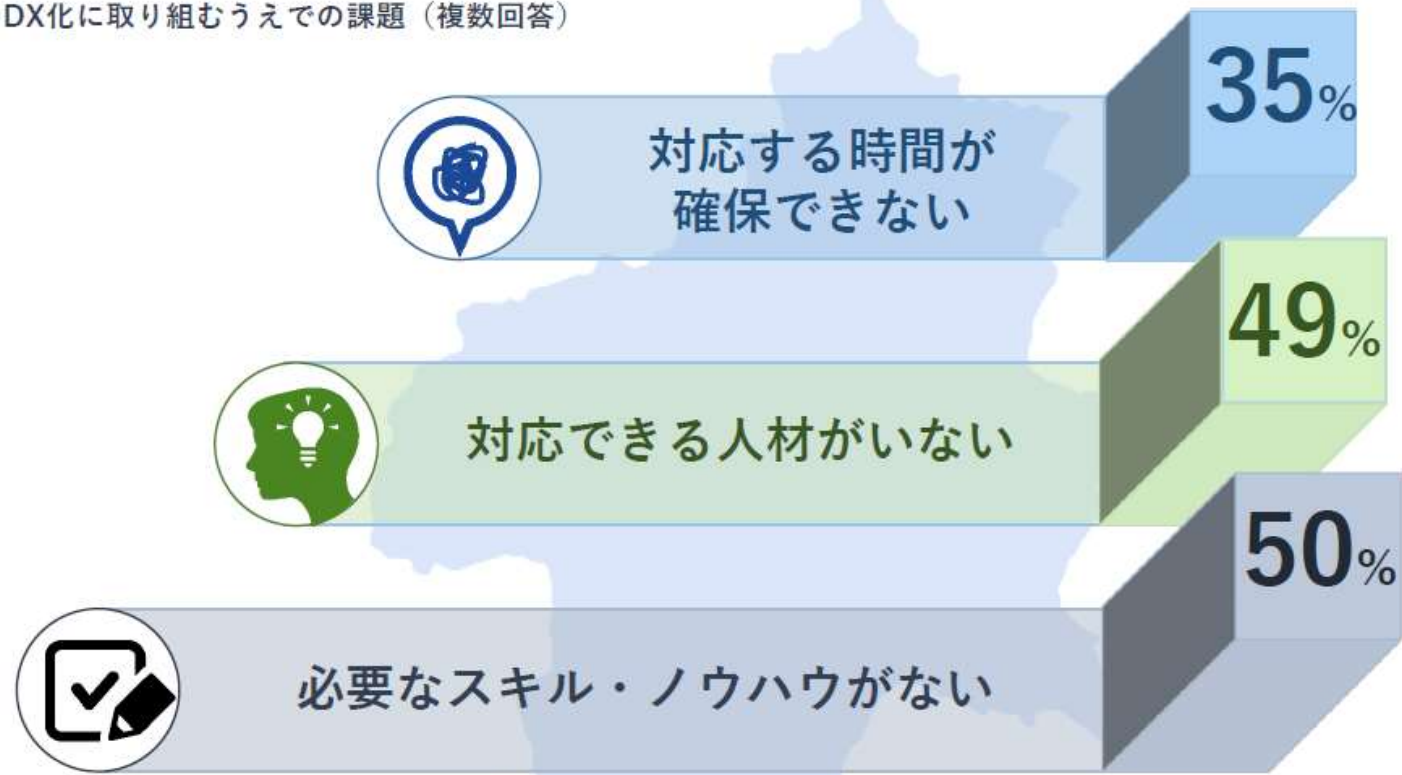 DX化に取り組むうえでの課題（複数回答）
35%
対応する時間が
確保できない
49%
対応できる人材がいない
50%
必要なスキル・ノウハウがない